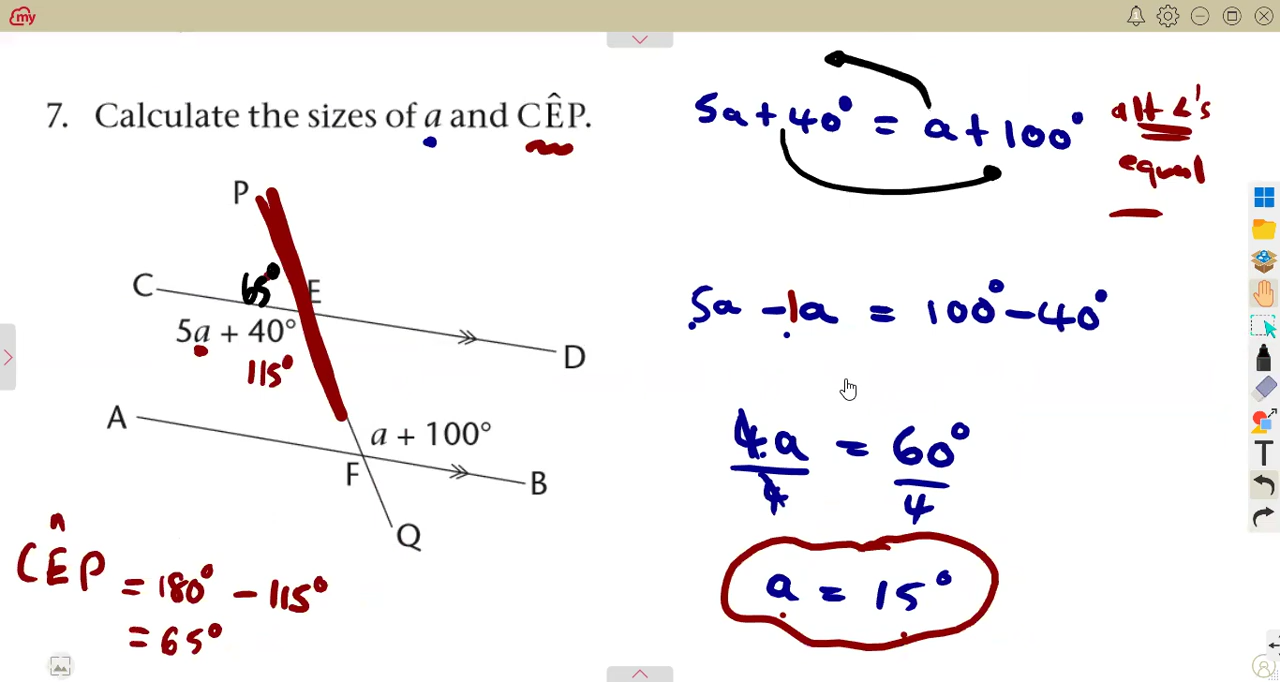 my
7. Calculate the sizes of a and CÊP.
5a + 40° = a + 100° alt ∠'s
equal
P
65°
C E
5a + 40°
115°
D
A
a + 100°
F
B
Q
5a - 1a = 100° - 40°
4a = 60°
4 4
a = 15°
CÊP = 180° - 115°
= 65°
T